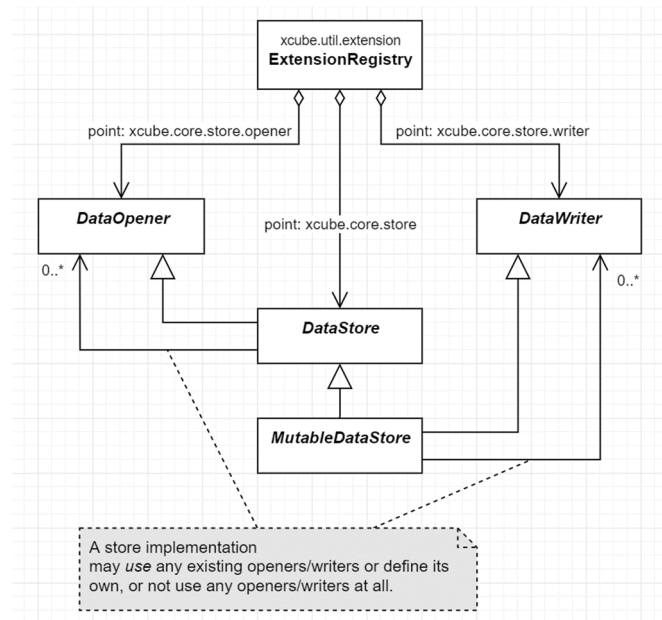 xcube.util.extension
ExtensionRegistry
point: xcube.core.store.opener
point: xcube.core.store.writer
DataOpener
DataWriter
point: xcube.core.store
0..*
0..*
DataStore
MutableDataStore
A store implementation
may use any existing openers/writers or define its
own, or not use any openers/writers at all.